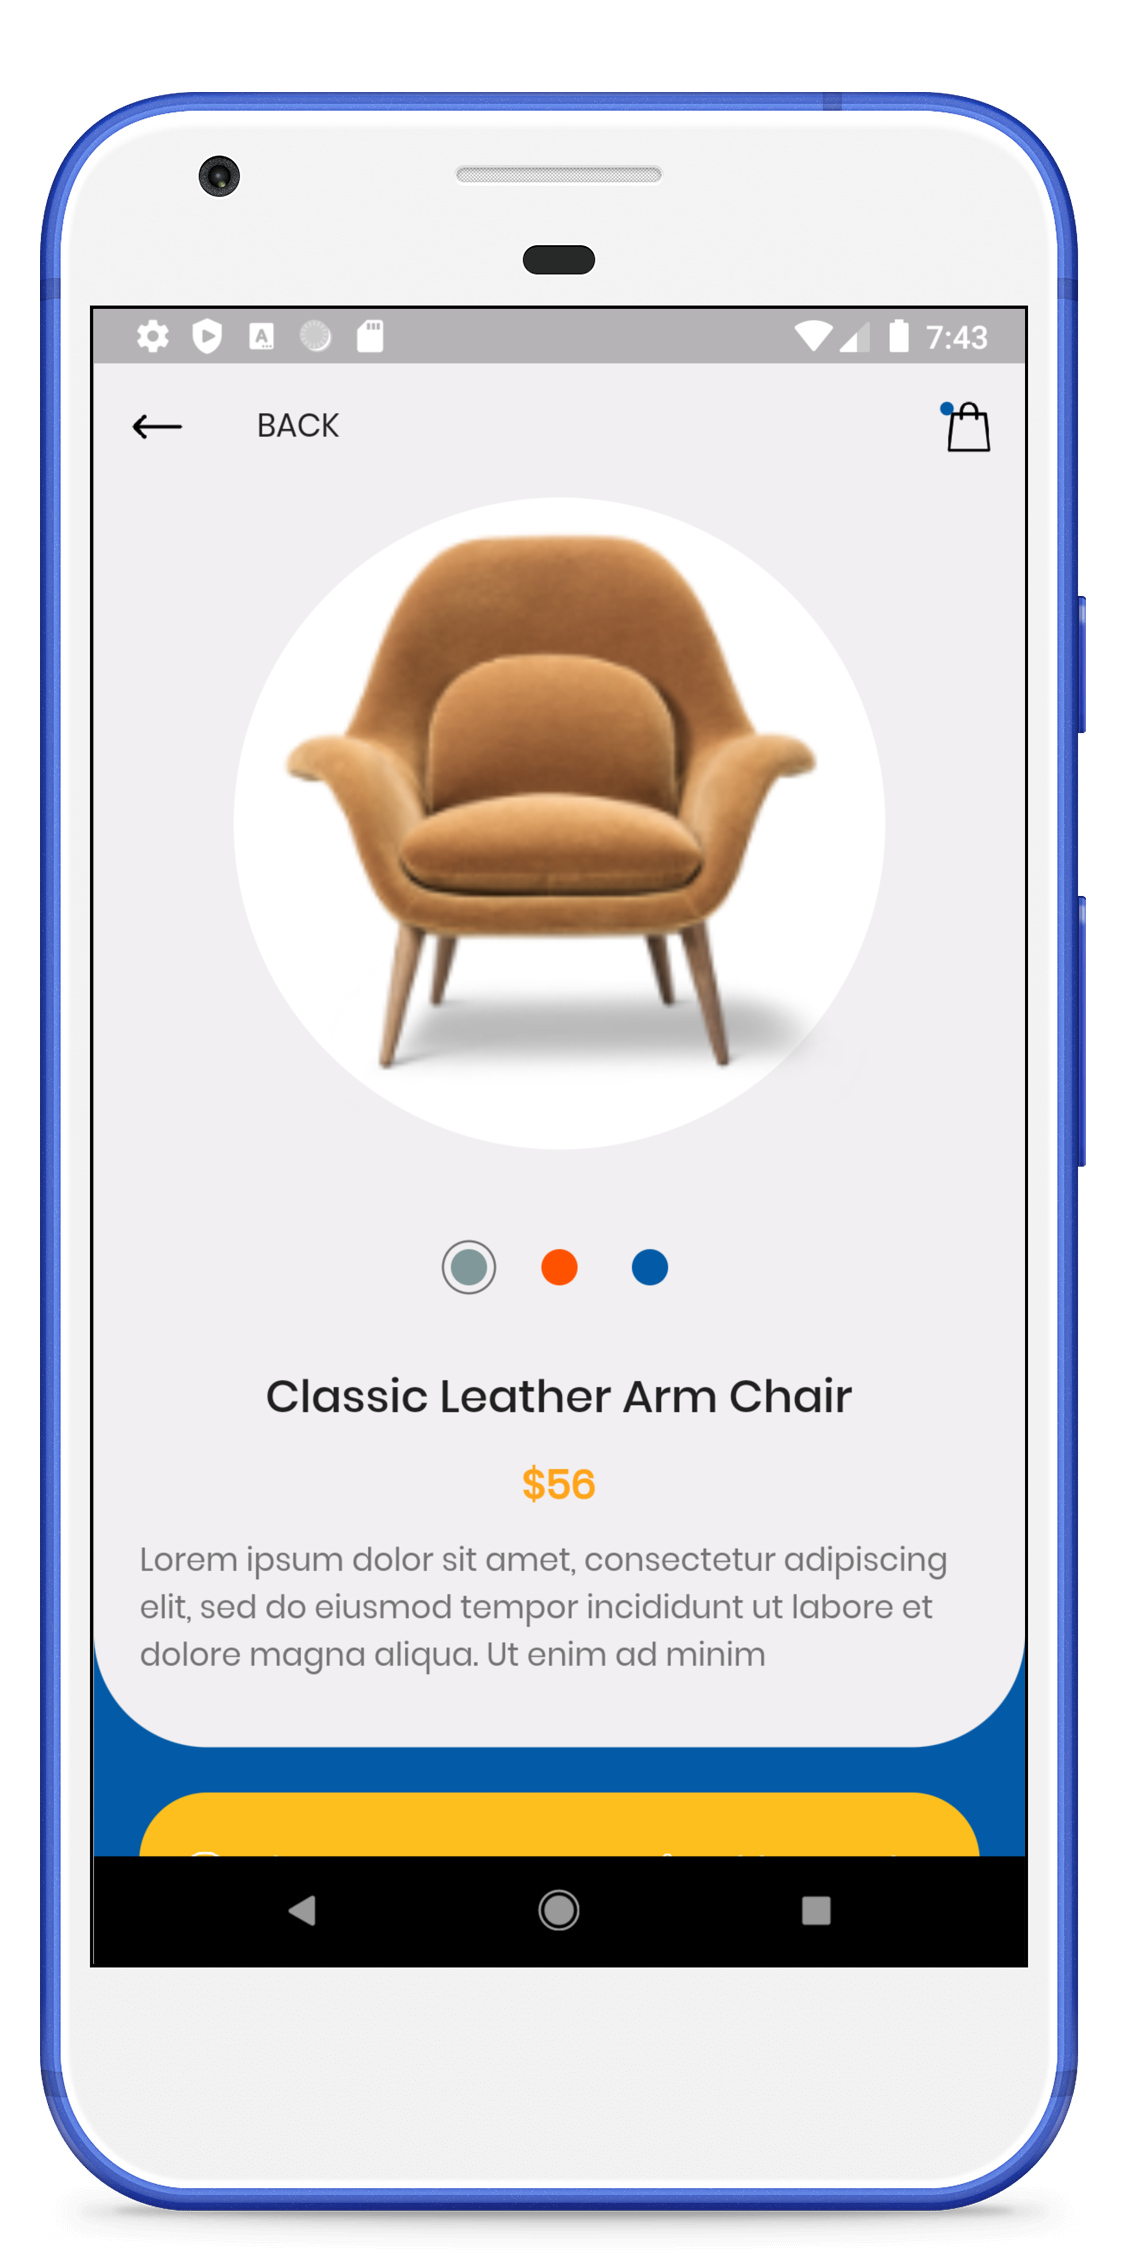 7:43
BACK
Classic Leather Arm Chair
$56
Lorem ipsum dolor sit amet, consectetur adipiscing
elit, sed do eiusmod tempor incididunt ut labore et
dolore magna aliqua. Ut enim ad minim